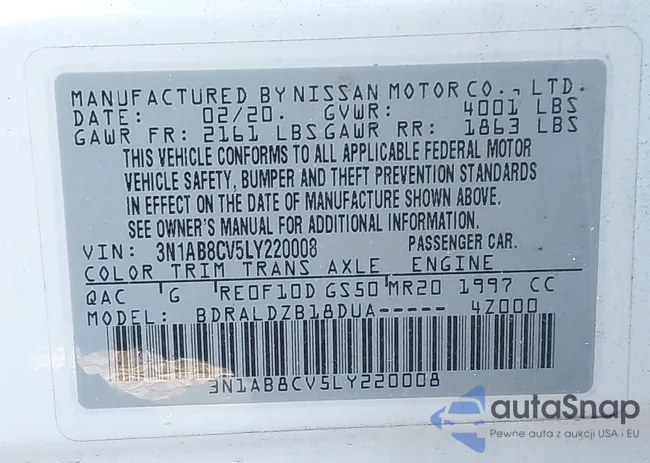 MANUFACTURED BY NISSAN MOTOR CO., LTD.
DATE: 02/20. GVWR: 4001 LBS
GAWR FR: 2161 LBS GAWR RR: 1863 LBS
THIS VEHICLE CONFORMS TO ALL APPLICABLE FEDERAL MOTOR
VEHICLE SAFETY, BUMPER AND THEFT PREVENTION STANDARDS
IN EFFECT ON THE DATE OF MANUFACTURE SHOWN ABOVE.
SEE OWNER'S MANUAL FOR ADDITIONAL INFORMATION.
VIN: 3N1AB8CV5LY220008 PASSENGER CAR.
COLOR TRIM TRANS AXLE ENGINE
QAC G RE0F10D GS50 MR20 1997 CC
MODEL: BDRALDZB18DUA----- 4Z000
3N1AB8CV5LY220008
autaSnap
Pewne auta z aukcji USA i EU